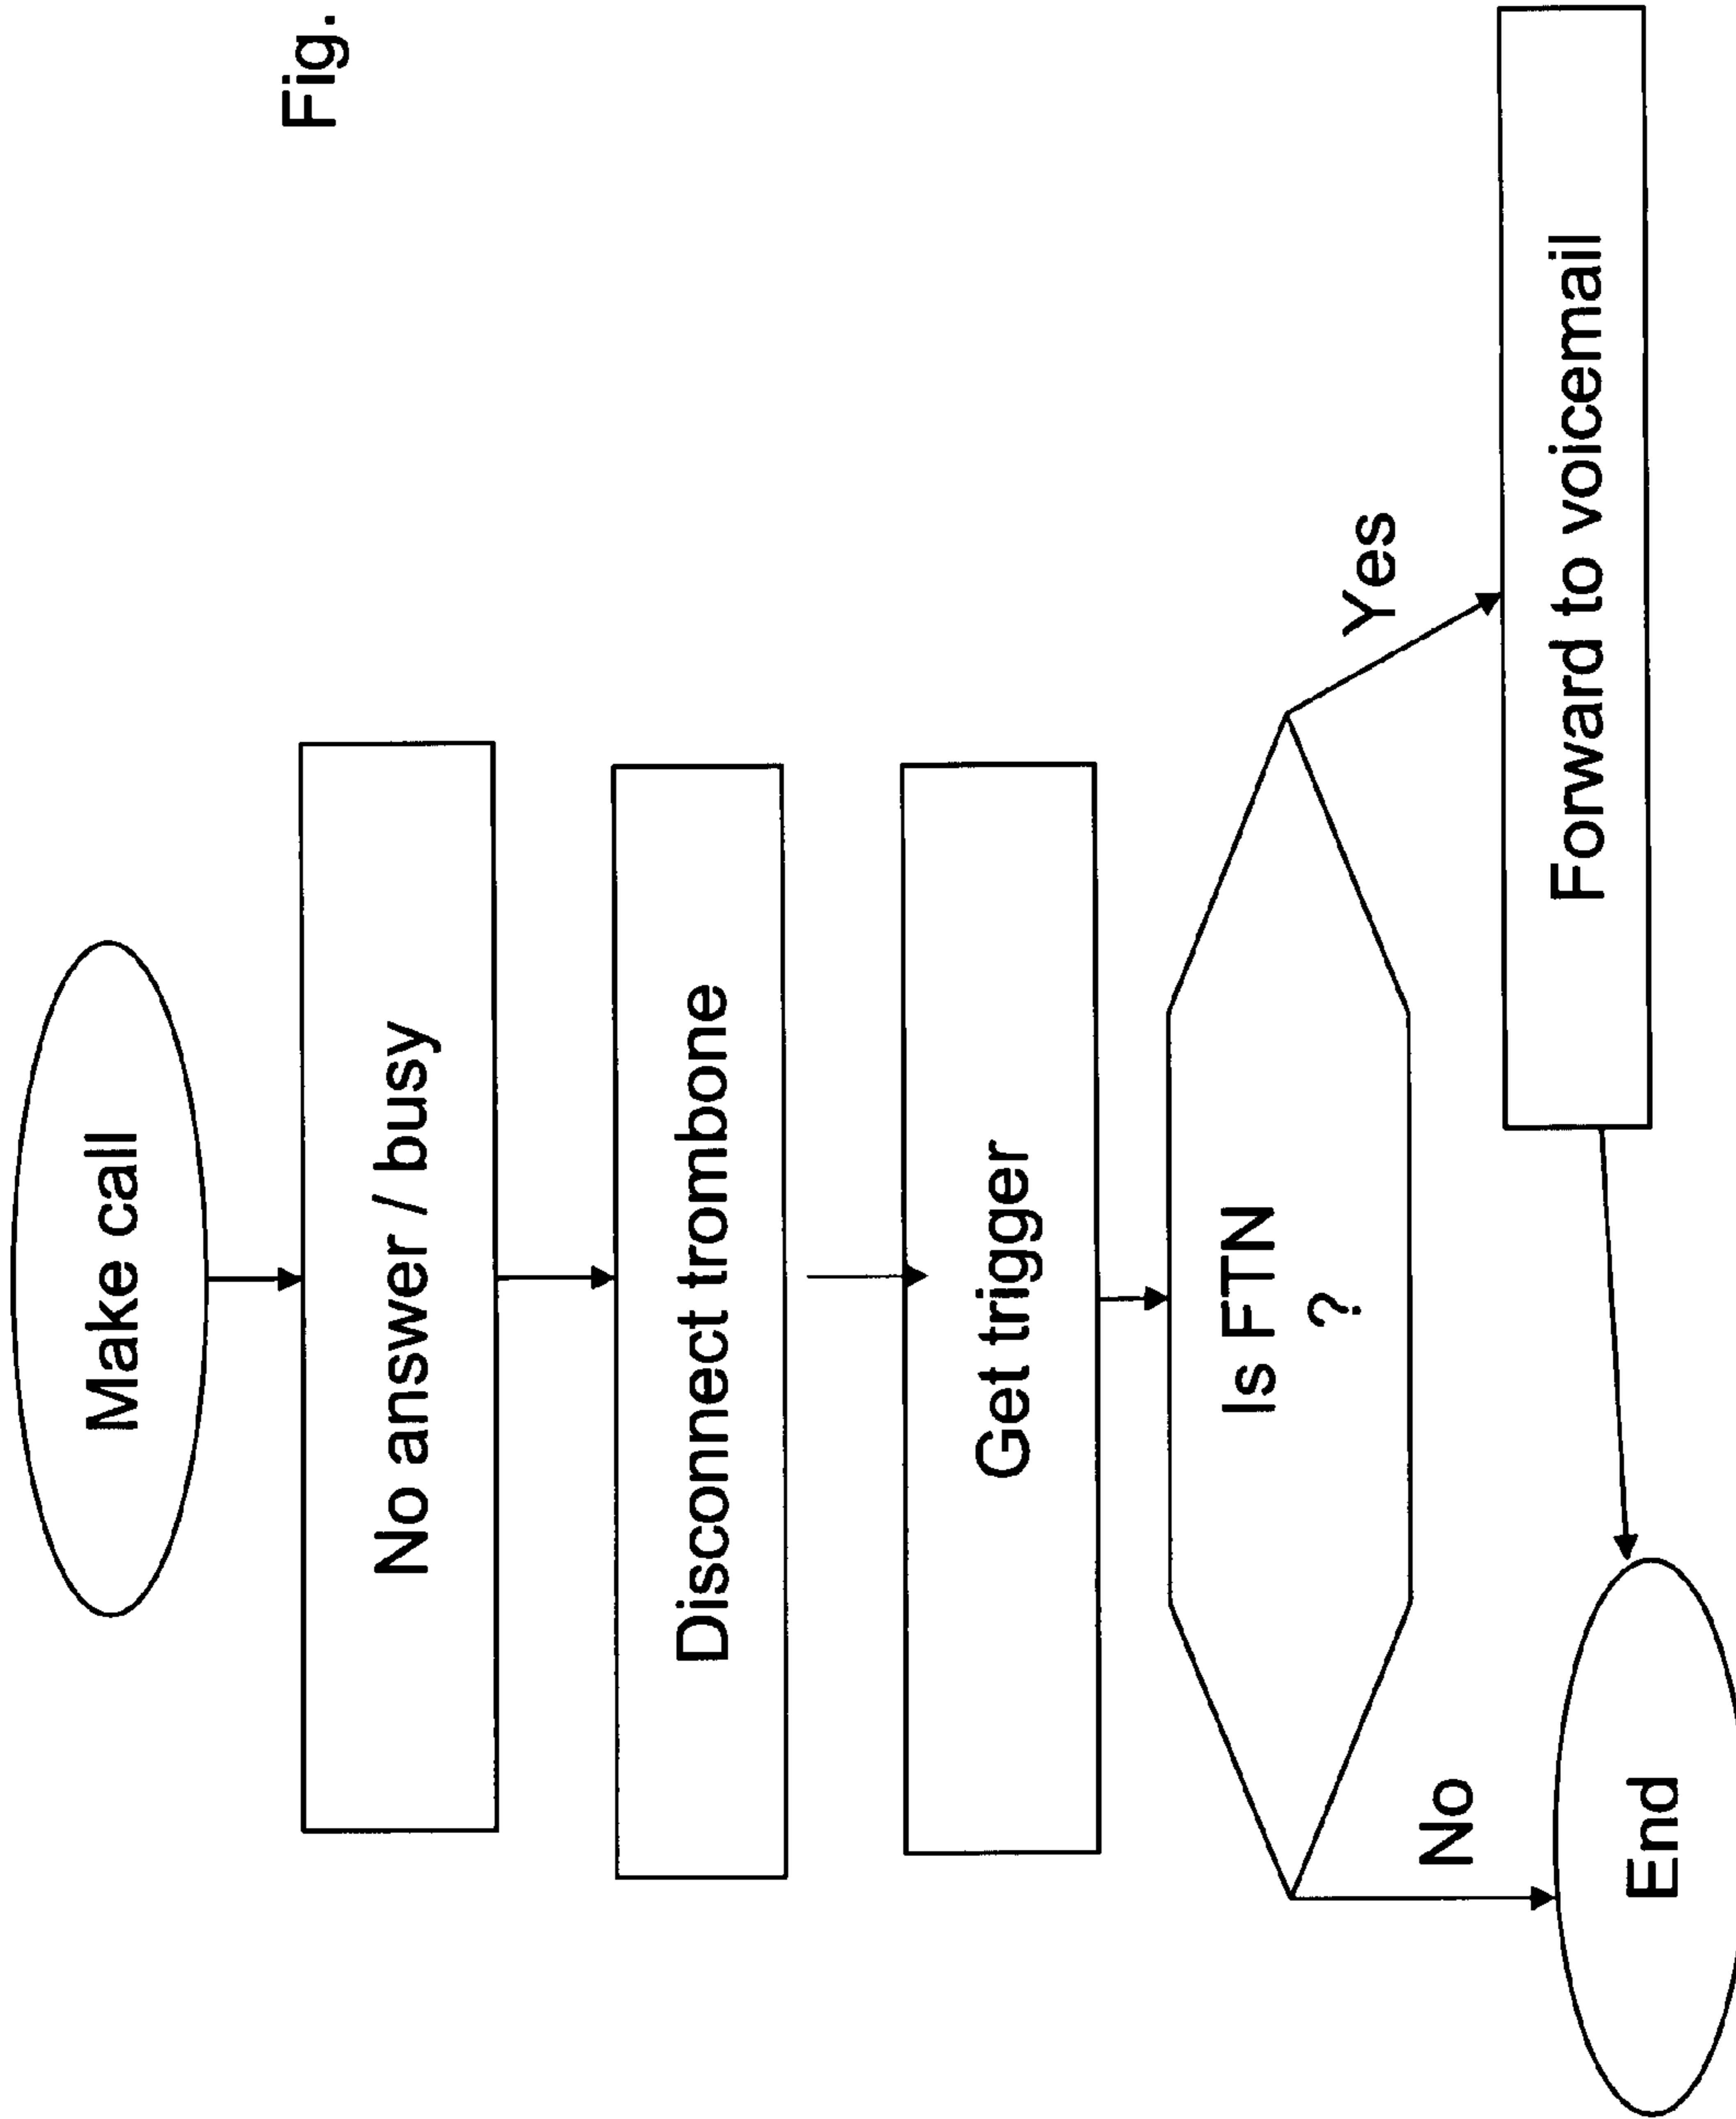 Fig.
Make call
No answer / busy
Disconnect trombone
Get trigger
Is FTN
?
Yes
No
Forward to voicemail
End